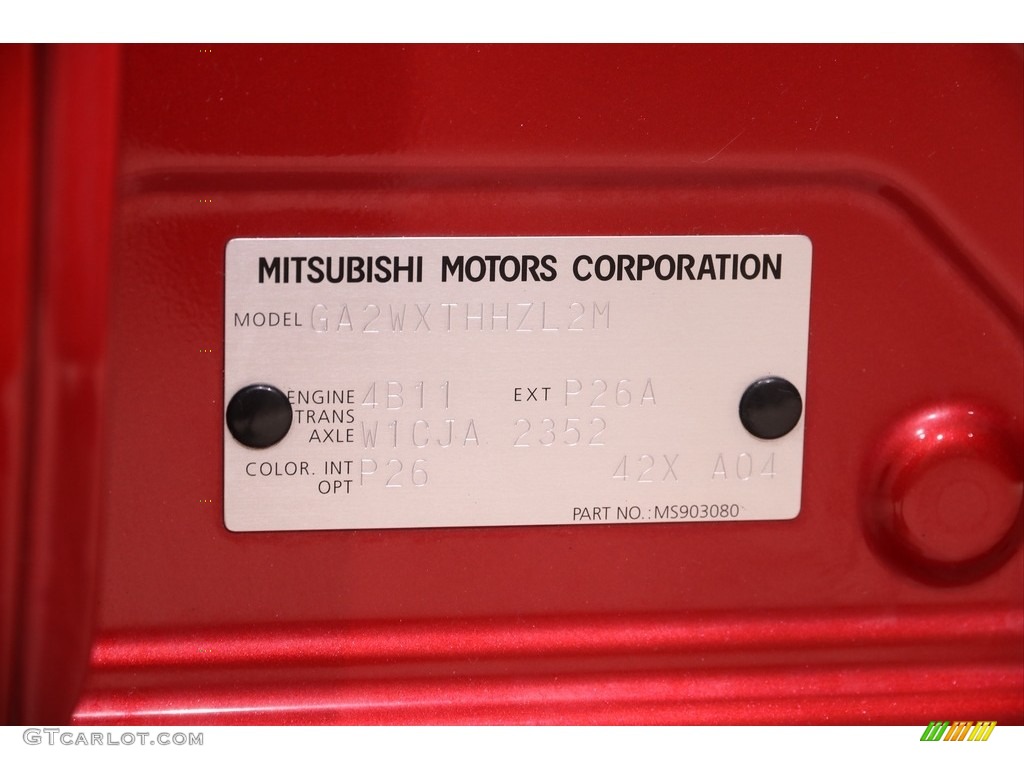 MITSUBISHI MOTORS CORPORATION
MODEL GA2WXTHHZL2M
ENGINE 4B11 EXT P26A
TRANS
AXLE W1CJA 2352
COLOR. INT P26 42X A04
OPT
PART NO.:MS903080
GTCarlot.com